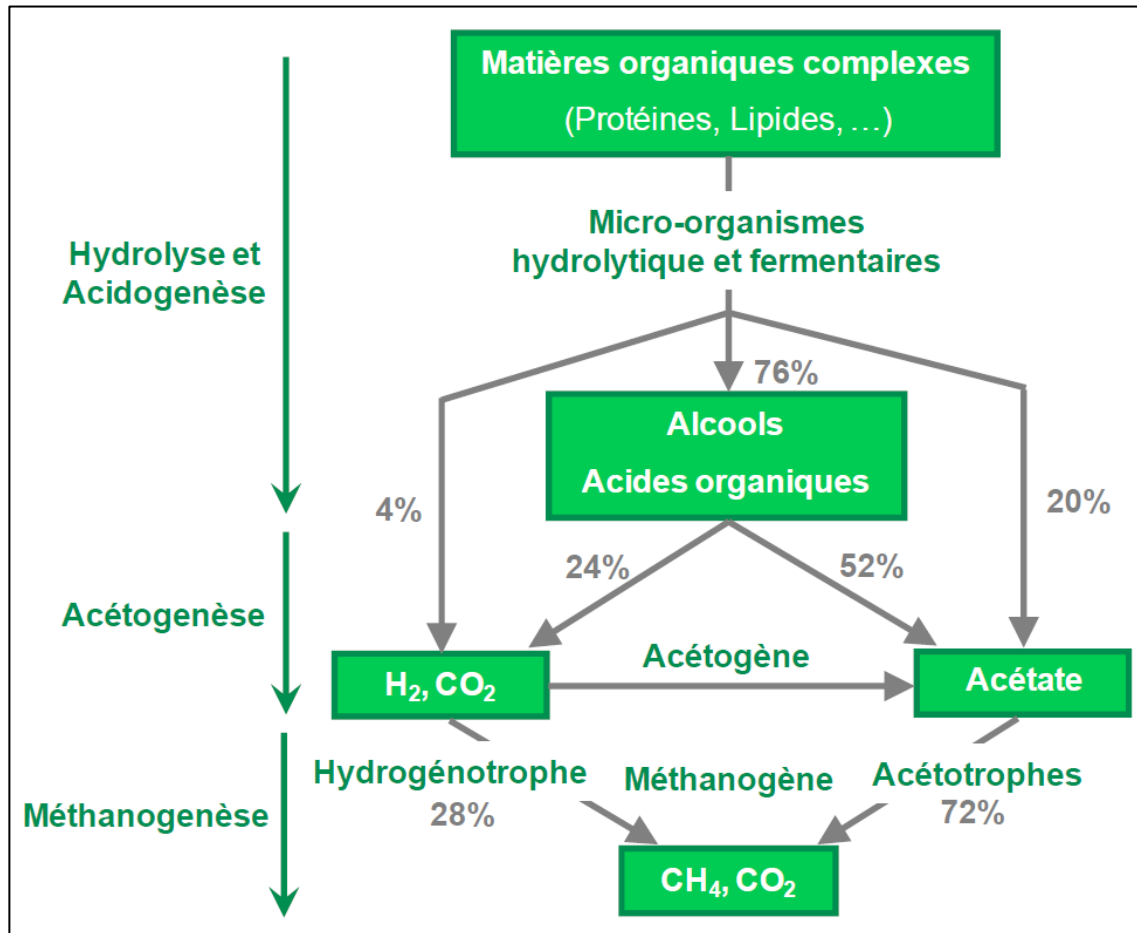 Matières organiques complexes
(Protéines, Lipides, …)
Micro-organismes
hydrolytique et fermentaires
Hydrolyse et
Acidogenèse
76%
Alcools
Acides organiques
4%
20%
24%
52%
Acétogenèse
Acétogène
H₂, CO₂
Acétate
Hydrogénotrophe
28%
Méthanogène
Acétotrophes
72%
Méthanogenèse
CH₄, CO₂